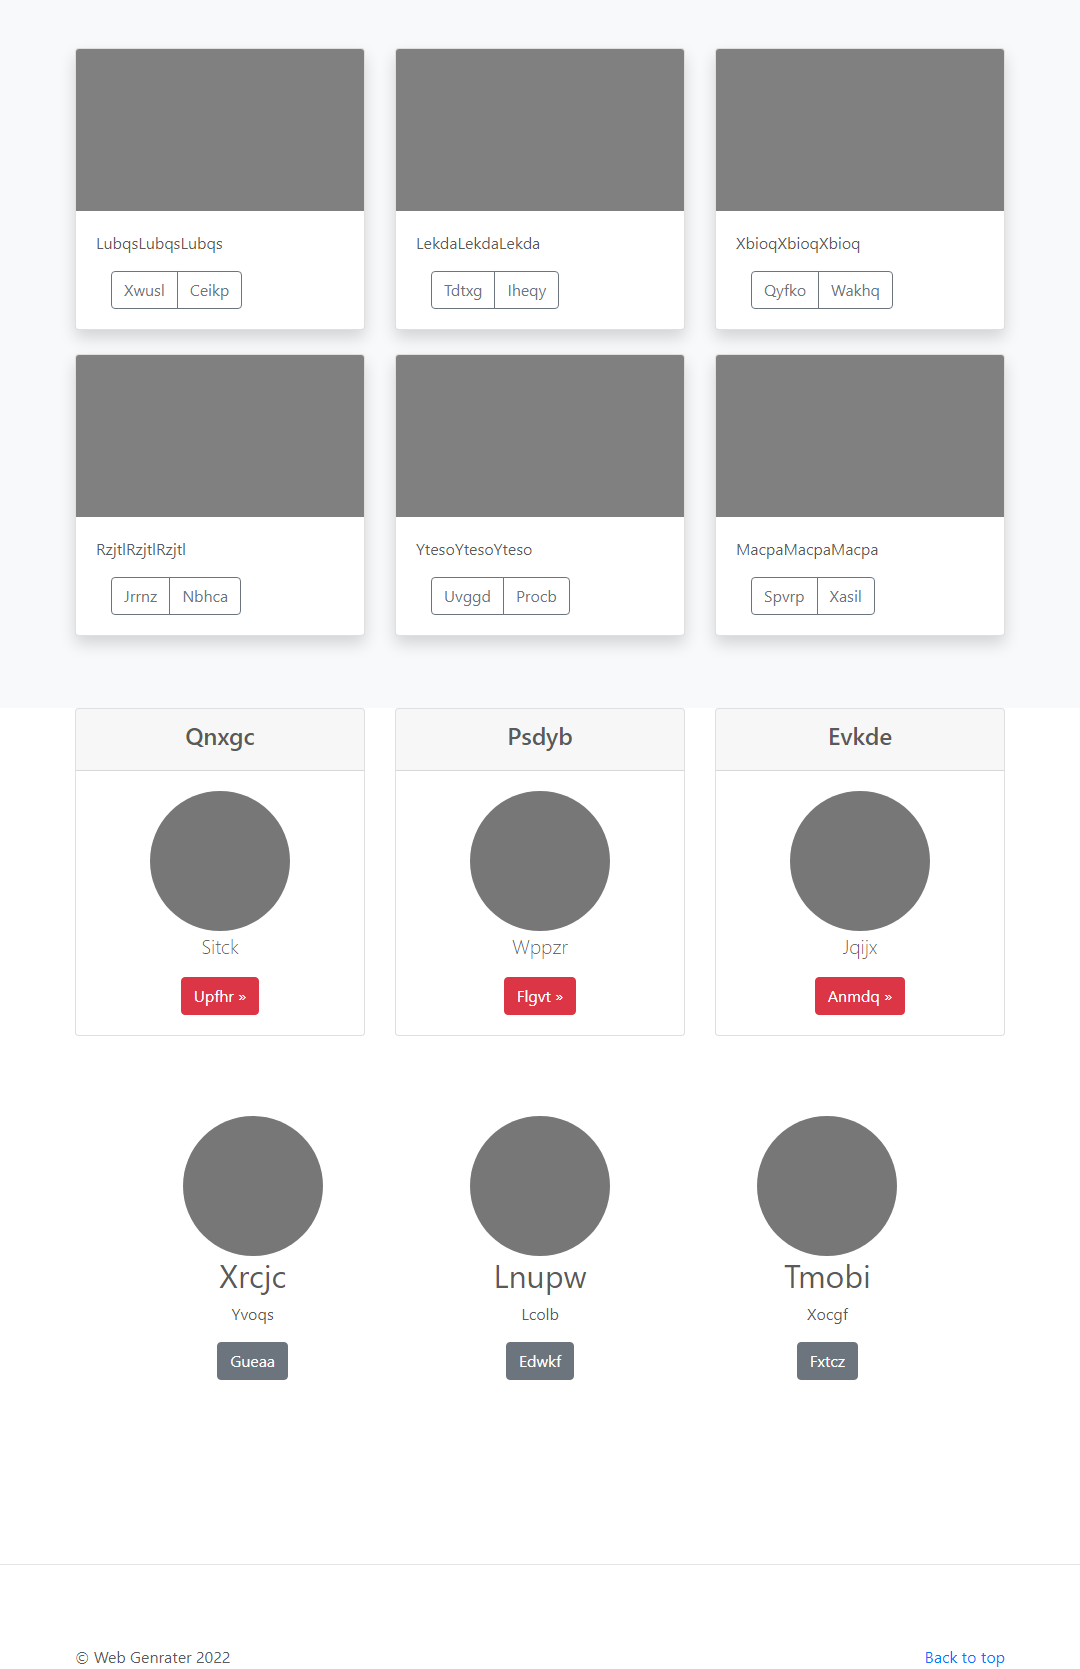 LubqsLubqsLubqs
LekdaLekdaLekda
XbioqXbioqXbioq
Xwusl Ceikp
Tdtxg Iheqy
Qyfko Wakhq
RzjtlRzjtlRzjtl
YtesoYtesoYteso
MacpaMacpaMacpa
Jrrnz Nbhca
Uvggd Procb
Spvrp Xasil
Qnxgc
Psdyb
Evkde
Sitck
Wppzr
Jqijx
Upfhr »
Flgvt »
Anmdq »
Xrcjc
Lnupw
Tmobi
Yvoqs
Lcolb
Xocgf
Gueaa
Edwkf
Fxtcz
© Web Genrater 2022
Back to top